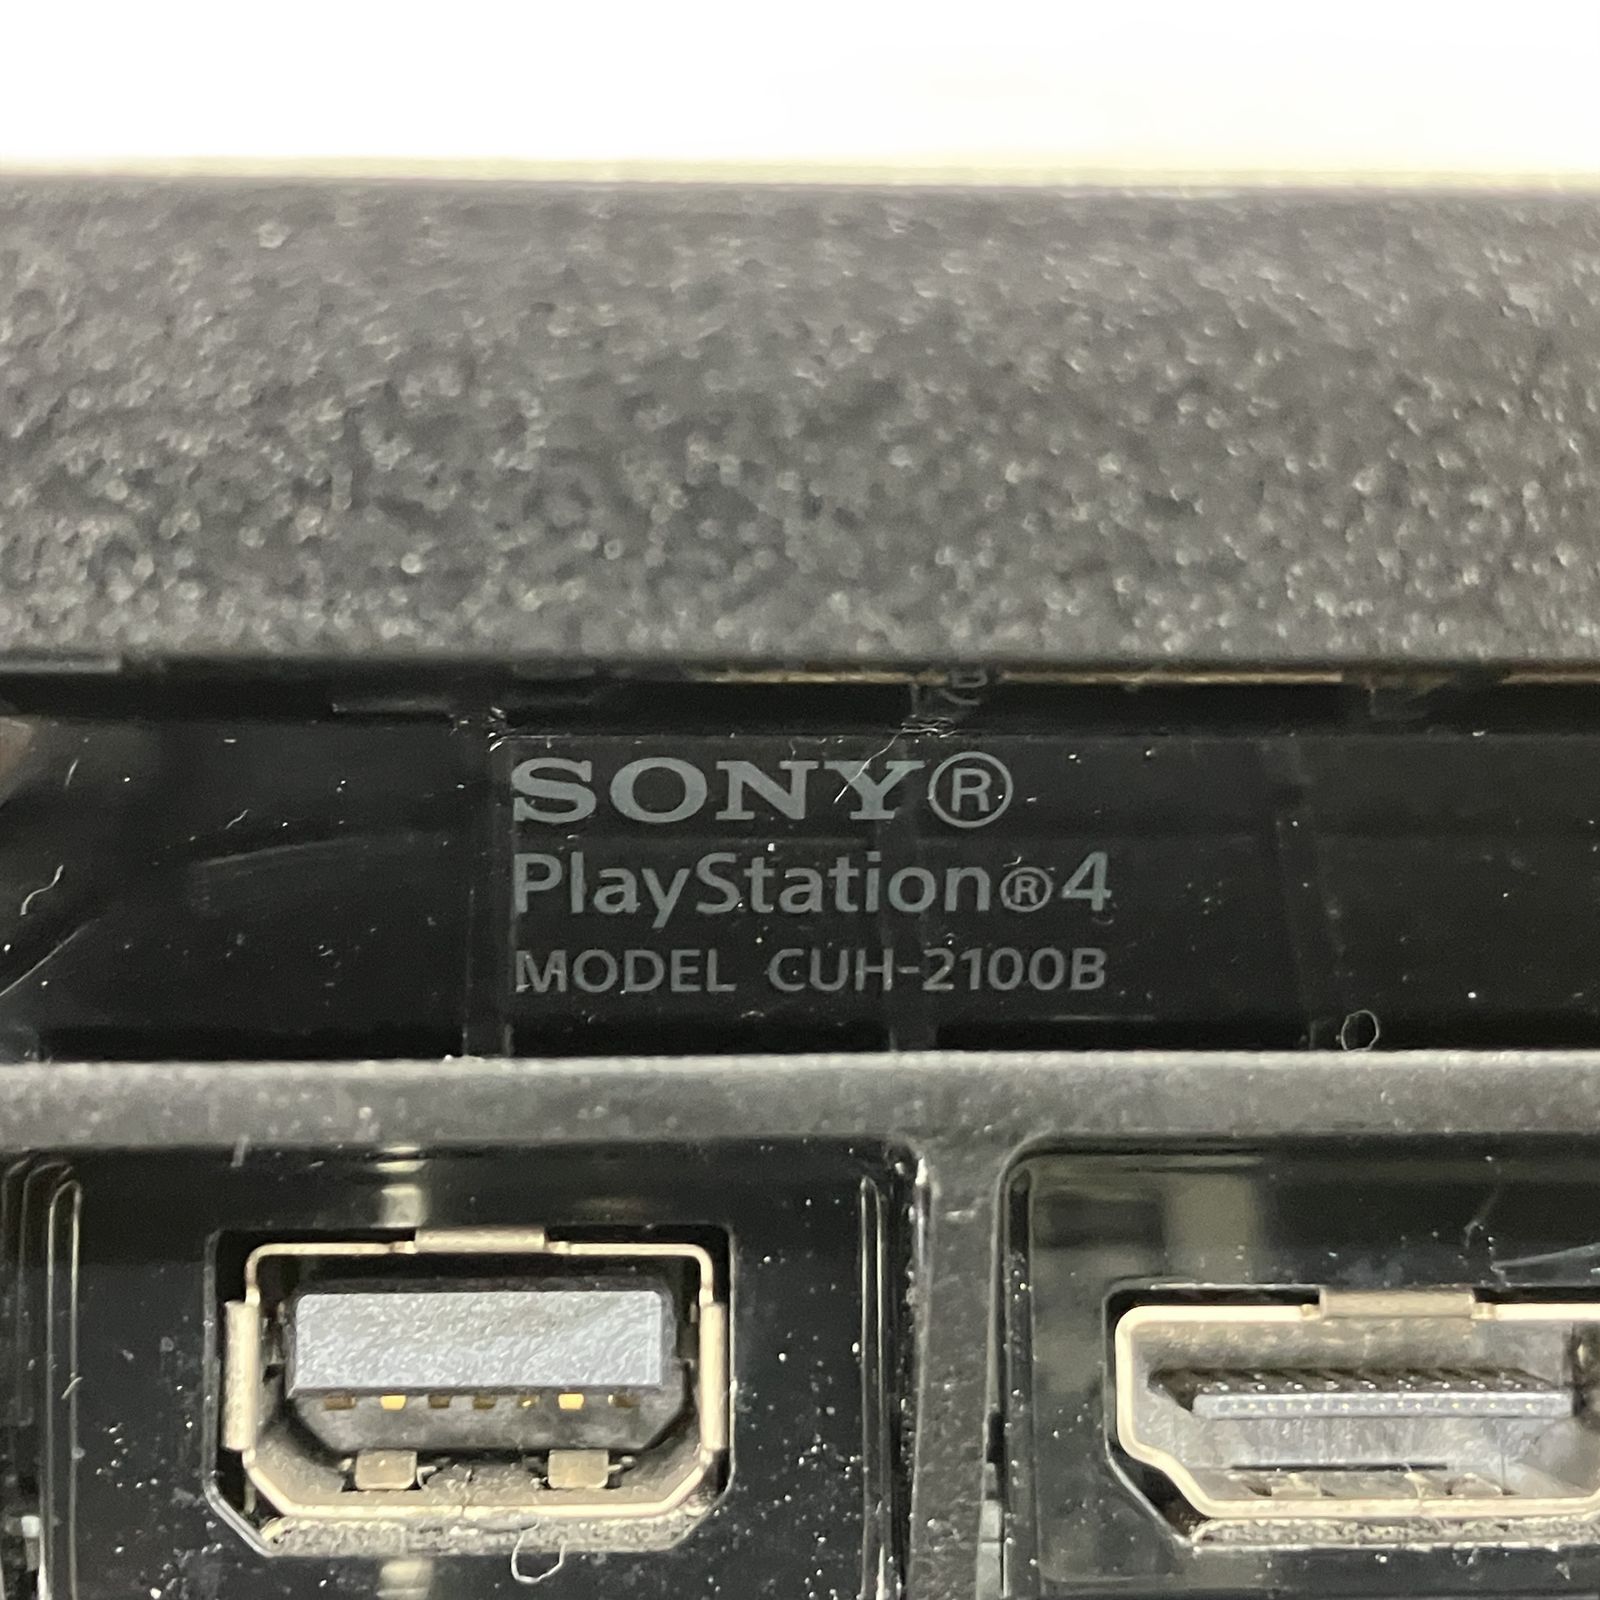 SONY®
PlayStation®4
MODEL CUH-2100B